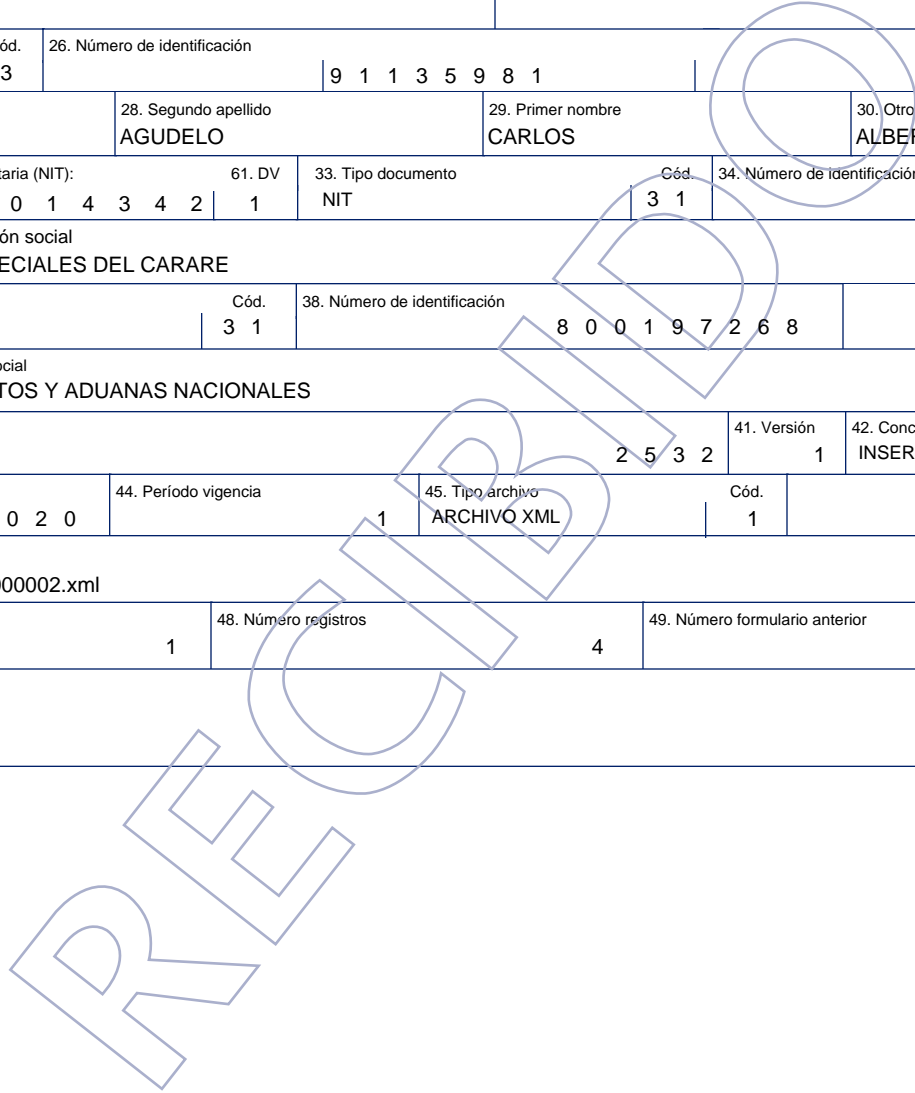 ód. 26. Número de identificación
3 9 1 1 3 5 9 8 1
28. Segundo apellido 29. Primer nombre 30. Otro
AGUDELO CARLOS ALBER
taria (NIT): 61. DV 33. Tipo documento Cód. 34. Número de identificación
0 1 4 3 4 2 1 NIT 3 1
ón social
ECIALES DEL CARARE
Cód. 38. Número de identificación
3 1 8 0 0 1 9 7 2 6 8
ocial
TOS Y ADUANAS NACIONALES
41. Versión 42. Conc
2 5 3 2 1 INSER
44. Período vigencia 45. Tipo archivo Cód.
0 2 0 1 ARCHIVO XML 1
000002.xml
48. Número registros 49. Número formulario anterior
1 4
RECIBIDO